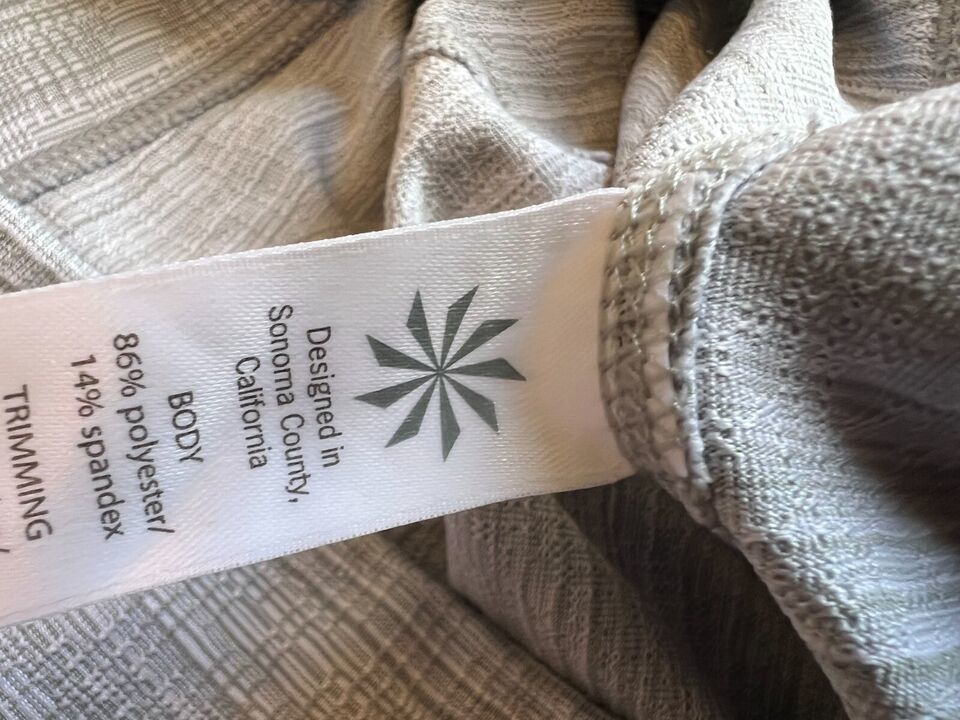 Designed in
Sonoma County,
California
BODY
86% polyester/
14% spandex
TRIMMING